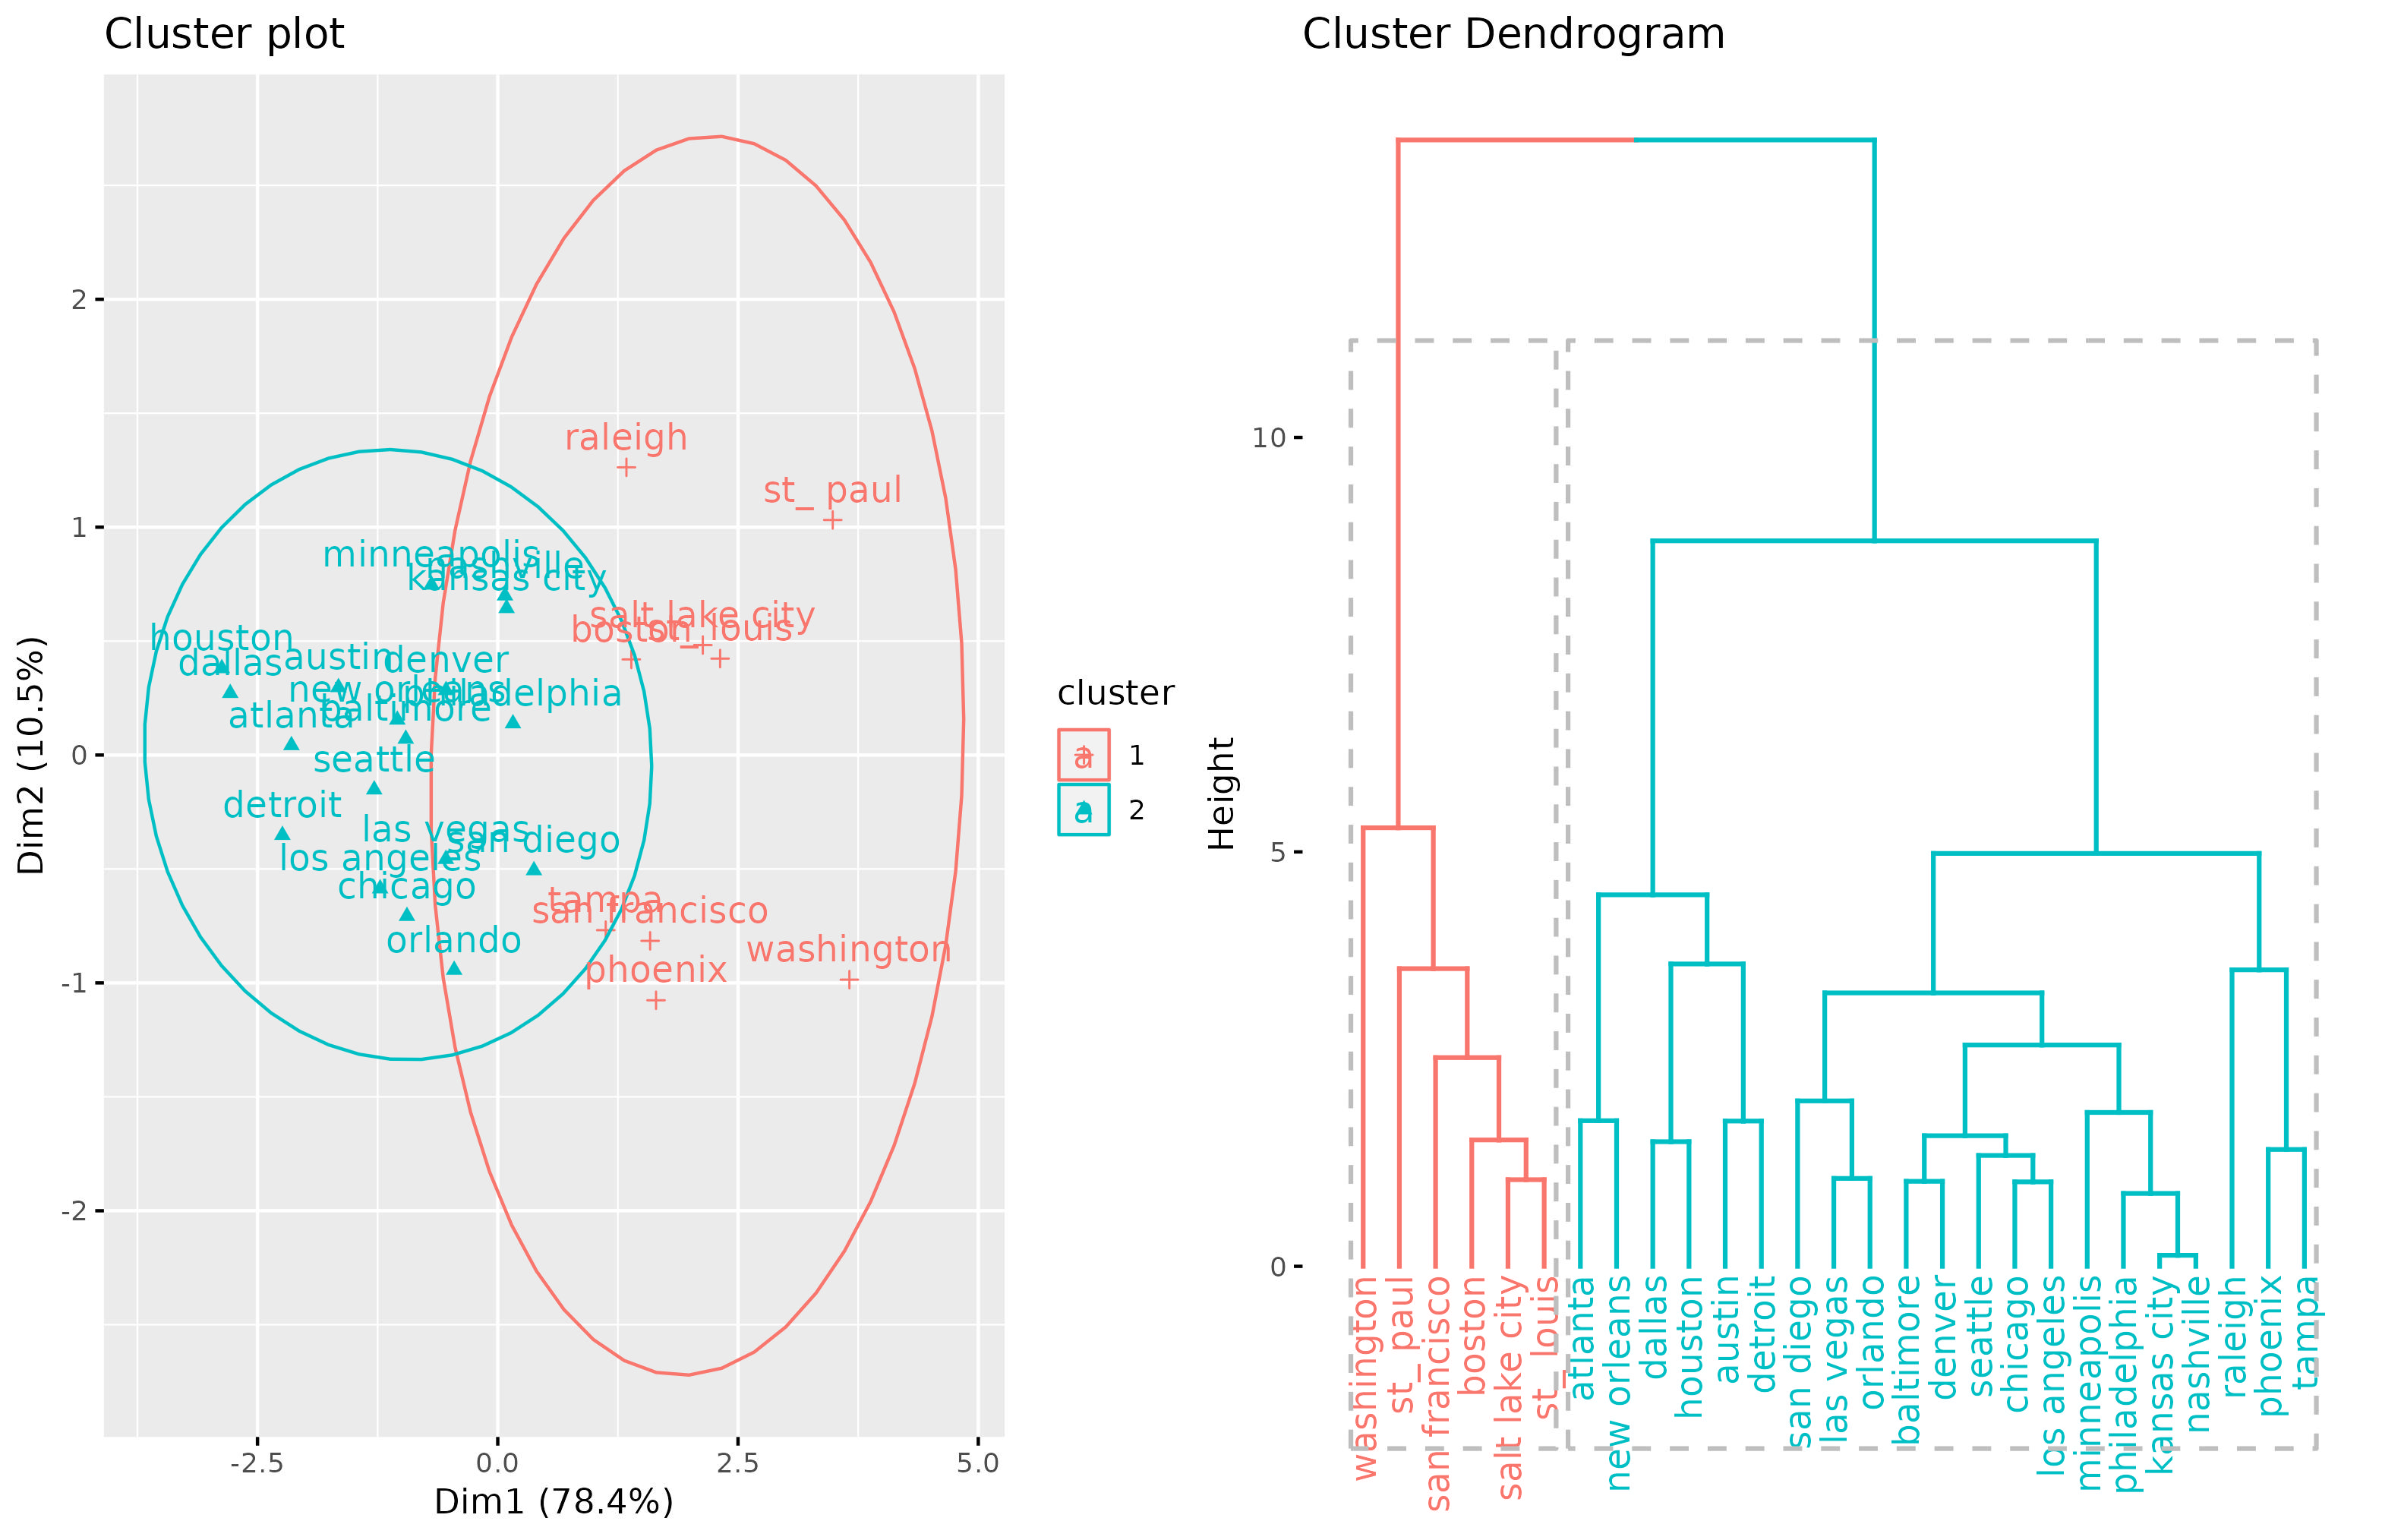 Cluster plot
Cluster Dendrogram
raleigh
st_ paul
minneapolis
nashville
kansas city
salt lake city
boston
st_ louis
houston
dallas
austin
denver
new orleans
philadelphia
atlanta
baltimore
seattle
detroit
las vegas
san diego
los angeles
chicago
tampa
san francisco
orlando
washington
phoenix
2
1
0
-1
-2
Dim2 (10.5%)
-2.5
0.0
2.5
5.0
Dim1 (78.4%)
cluster
a 1
a 2
Height
10
5
0
washington
st_ paul
san francisco
boston
salt lake city
st_ louis
atlanta
new orleans
dallas
houston
austin
detroit
san diego
las vegas
orlando
baltimore
denver
seattle
chicago
los angeles
minneapolis
philadelphia
kansas city
nashville
raleigh
phoenix
tampa